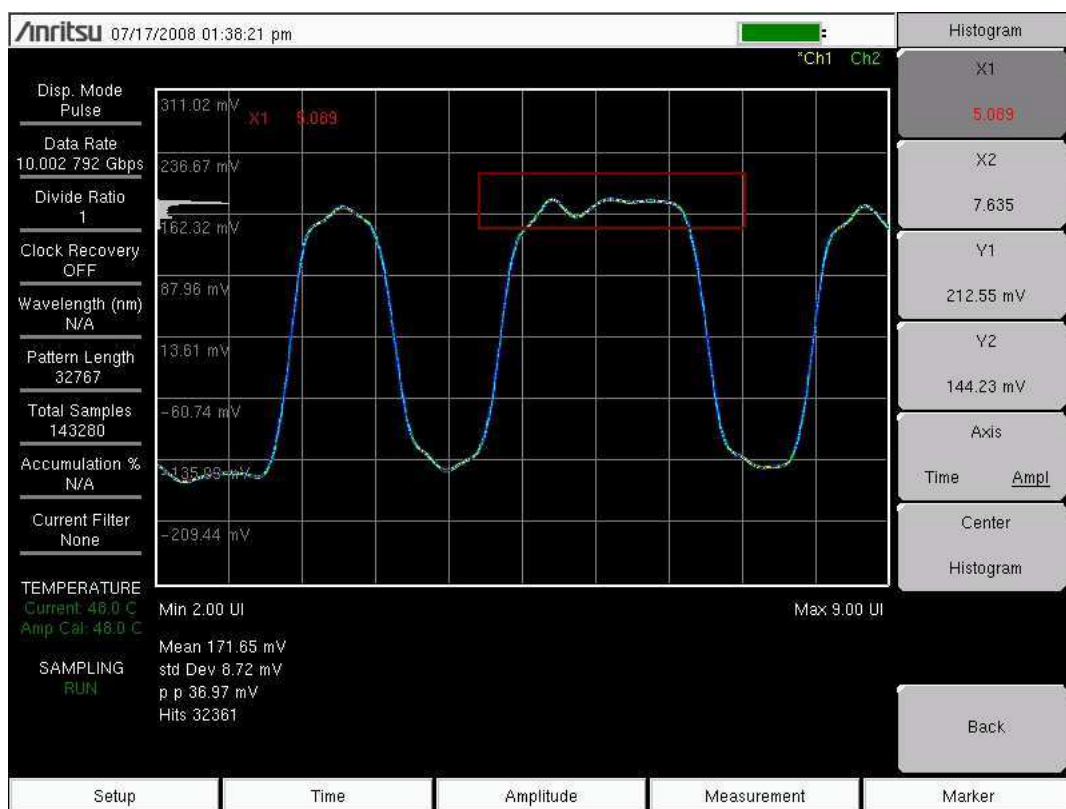 Anritsu 07/17/2008 01:38:21 pm
*Ch1 Ch2
Disp. Mode
Pulse
Data Rate
10.002 792 Gbps
Divide Ratio
1
Clock Recovery
OFF
Wavelength (nm)
N/A
Pattern Length
32767
Total Samples
143280
Accumulation %
N/A
Current Filter
None
TEMPERATURE
Current: 48.0 C
Amp Cal: 48.0 C
SAMPLING
RUN
311.02 mV
X1 5.089
236.67 mV
162.32 mV
87.96 mV
13.61 mV
-60.74 mV
-135.09 mV
-209.44 mV
Min 2.00 UI
Max 9.00 UI
Mean 171.65 mV
std Dev 8.72 mV
p p 36.97 mV
Hits 32361
Histogram
X1
5.089
X2
7.635
Y1
212.55 mV
Y2
144.23 mV
Axis
Time Ampl
Center
Histogram
Back
Setup
Time
Amplitude
Measurement
Marker